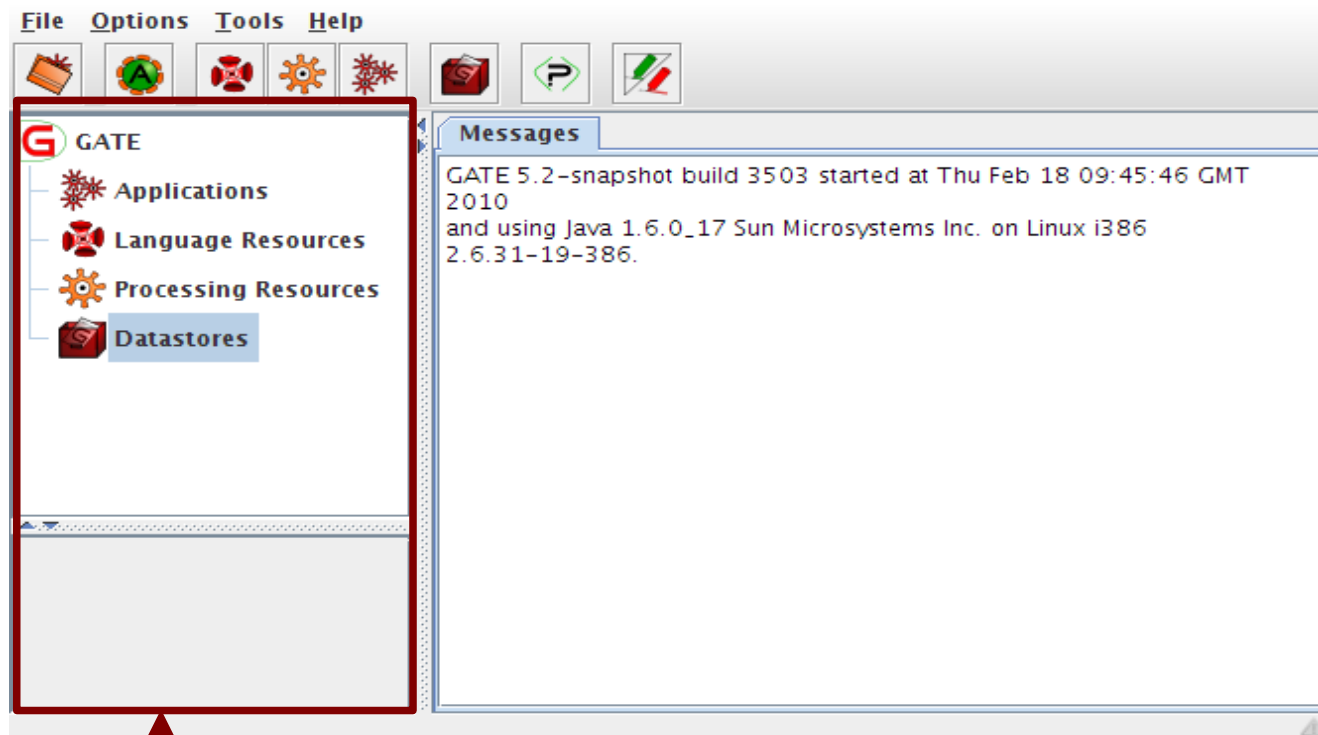 File Options Tools Help
GATE
Applications
Language Resources
Processing Resources
Datastores
Messages
GATE 5.2-snapshot build 3503 started at Thu Feb 18 09:45:46 GMT
2010
and using Java 1.6.0_17 Sun Microsystems Inc. on Linux i386
2.6.31-19-386.